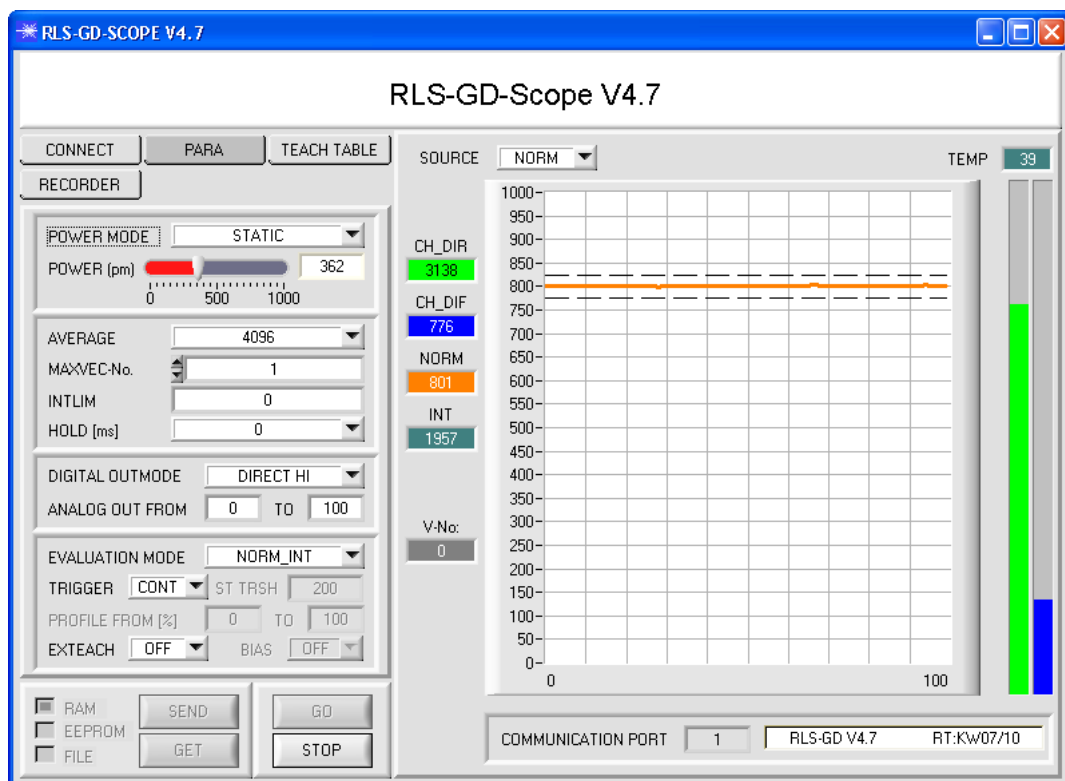 RLS-GD-SCOPE V4.7
RLS-GD-Scope V4.7
CONNECT PARA TEACH TABLE
RECORDER
POWER MODE STATIC
POWER (pm) 362
0 500 1000
AVERAGE 4096
MAXVEC-No. 1
INTLIM 0
HOLD [ms] 0
DIGITAL OUTMODE DIRECT HI
ANALOG OUT FROM 0 TO 100
EVALUATION MODE NORM_INT
TRIGGER CONT ST TRSH 200
PROFILE FROM [%] 0 TO 100
EXTEACH OFF BIAS OFF
RAM
EEPROM
FILE
SEND
GET
GO
STOP
SOURCE NORM
TEMP 39
CH_DIR
3138
CH_DIF
776
NORM
801
INT
1957
V-No:
0
1000
950
900
850
800
750
700
650
600
550
500
450
400
350
300
250
200
150
100
50
0
0 100
COMMUNICATION PORT 1 RLS-GD V4.7 RT:KW07/10